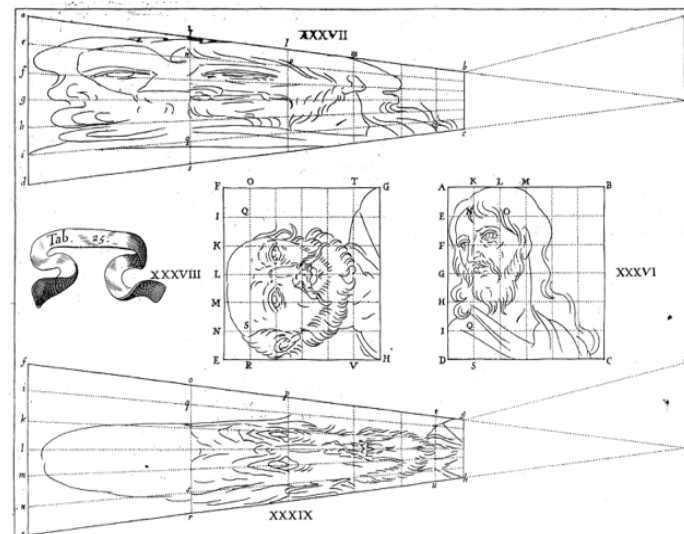 a
XXXVII
l
m
e
n
o
b
f
g
h
c
i
q
d
s
O T
F G
I Q
K
L
M
N S
E H
R V
K L M
A B
E N O
F
G
H
I Q
D C
S
Tab. 25.
XXXVIII
XXXVI
f
o
i
q
p
k
e
g
l
m
h
n
s
u
r
XXXIX